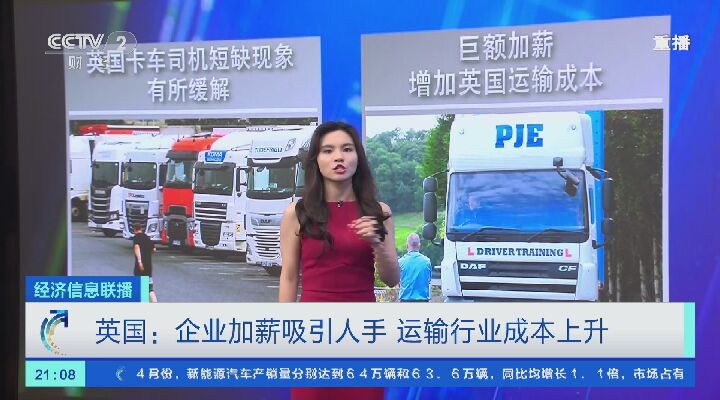 CCTV 2
财经
重播
英国卡车司机短缺现象
有所缓解
巨额加薪
增加英国运输成本
PJE
L DRIVER TRAINING L
DAF
CF
DAF
经济信息联播
英国：企业加薪吸引人手 运输行业成本上升
21:08
4月份，新能源汽车产销量分别达到64万辆和63．6万辆，同比均增长1．1倍，市场占有